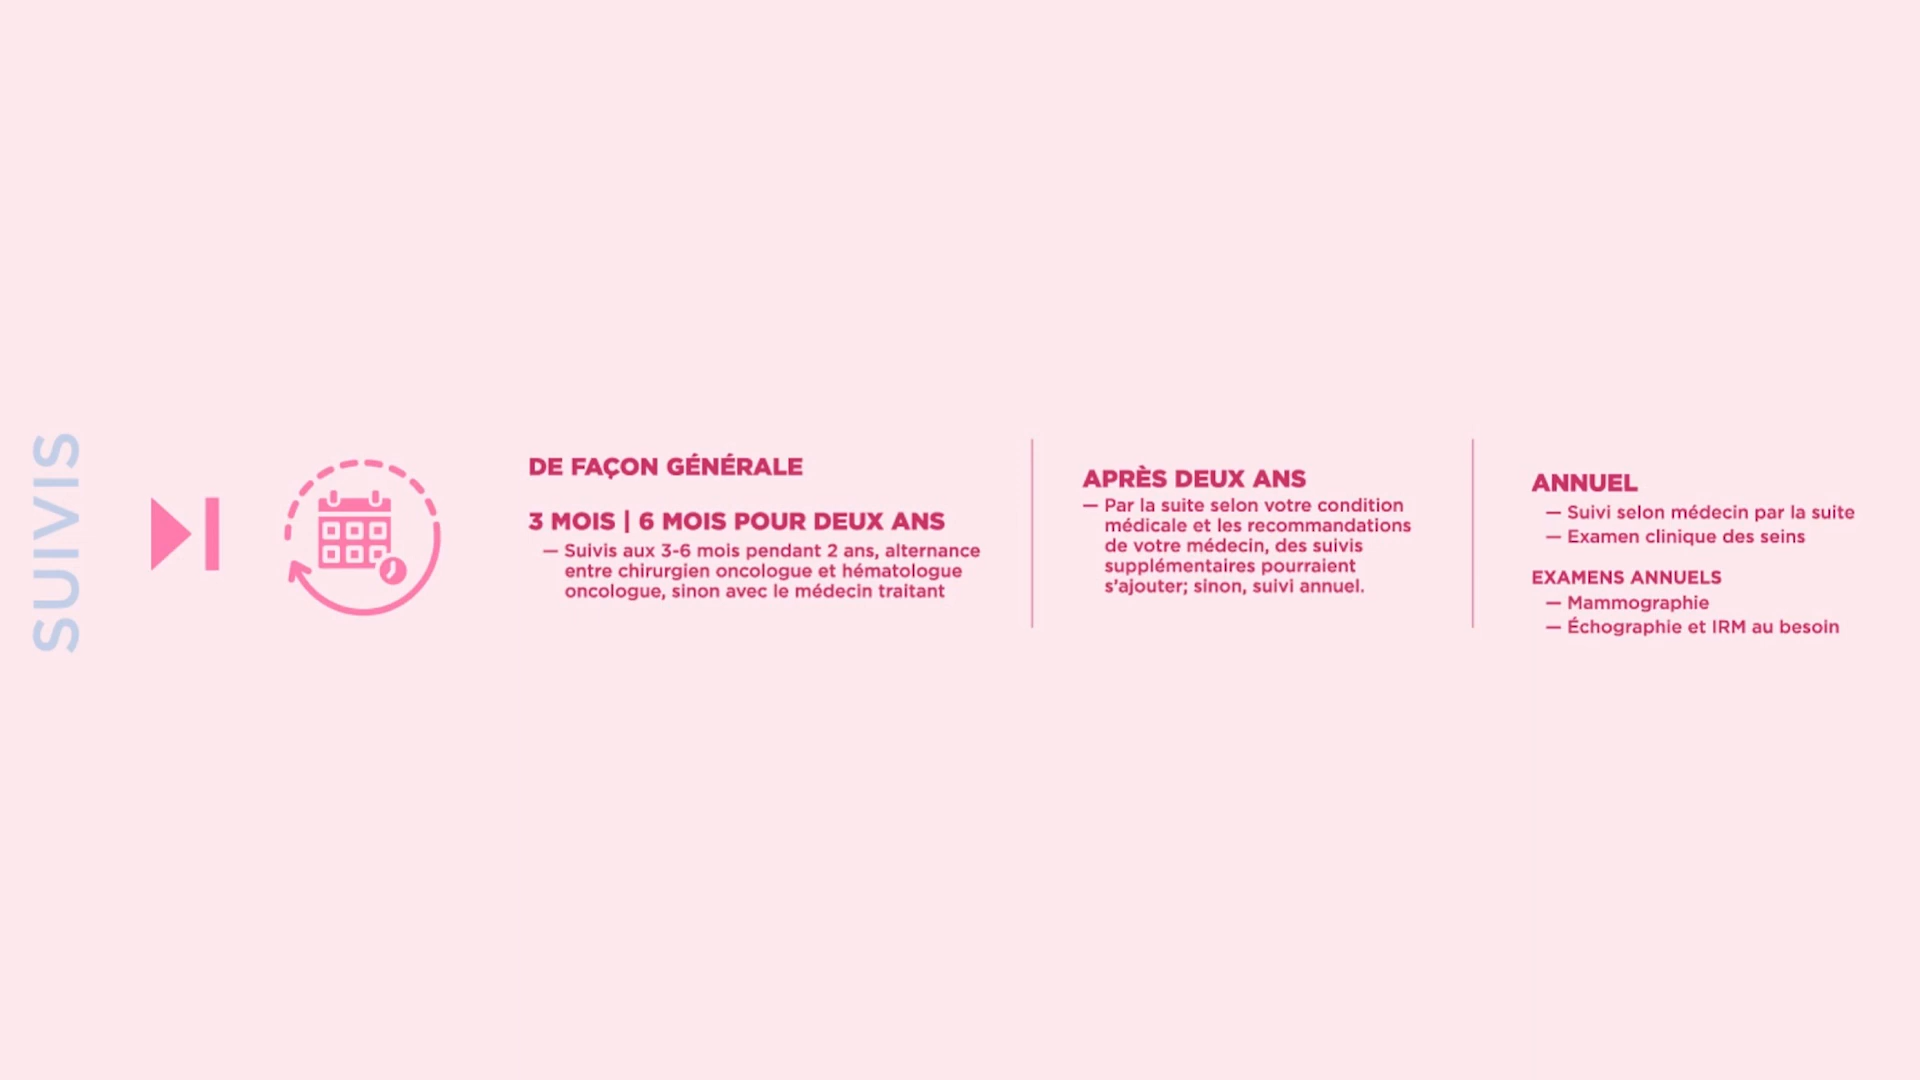 SUIVIS
DE FAÇON GÉNÉRALE
3 MOIS | 6 MOIS POUR DEUX ANS
— Suivis aux 3-6 mois pendant 2 ans, alternance
entre chirurgien oncologue et hématologue
oncologue, sinon avec le médecin traitant
APRÈS DEUX ANS
— Par la suite selon votre condition
médicale et les recommandations
de votre médecin, des suivis
supplémentaires pourraient
s'ajouter; sinon, suivi annuel.
ANNUEL
— Suivi selon médecin par la suite
— Examen clinique des seins
EXAMENS ANNUELS
— Mammographie
— Échographie et IRM au besoin